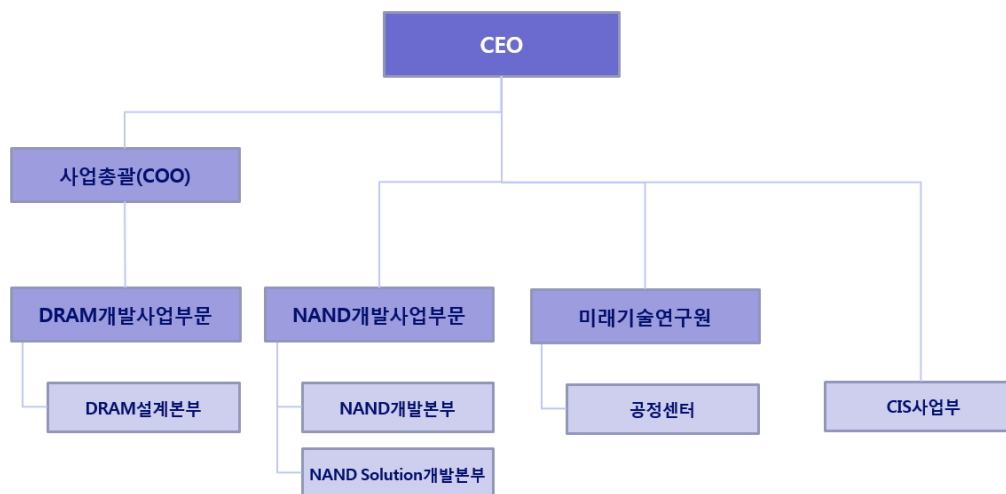 CEO
사업총괄(COO)
DRAM개발사업부문
NAND개발사업부문
미래기술연구원
DRAM설계본부
NAND개발본부
공정센터
CIS사업부
NAND Solution개발본부